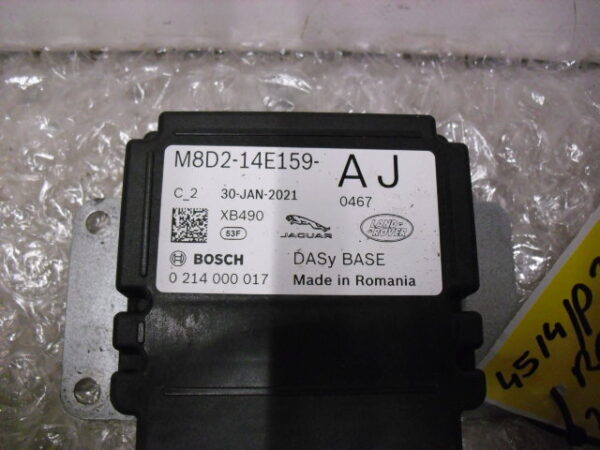 M8D2-14E159- AJ
C_2 30-JAN-2021 0467
XB490
53F
JAGUAR
LAND ROVER
BOSCH DASy BASE
0 214 000 017 Made in Romania
4514/P